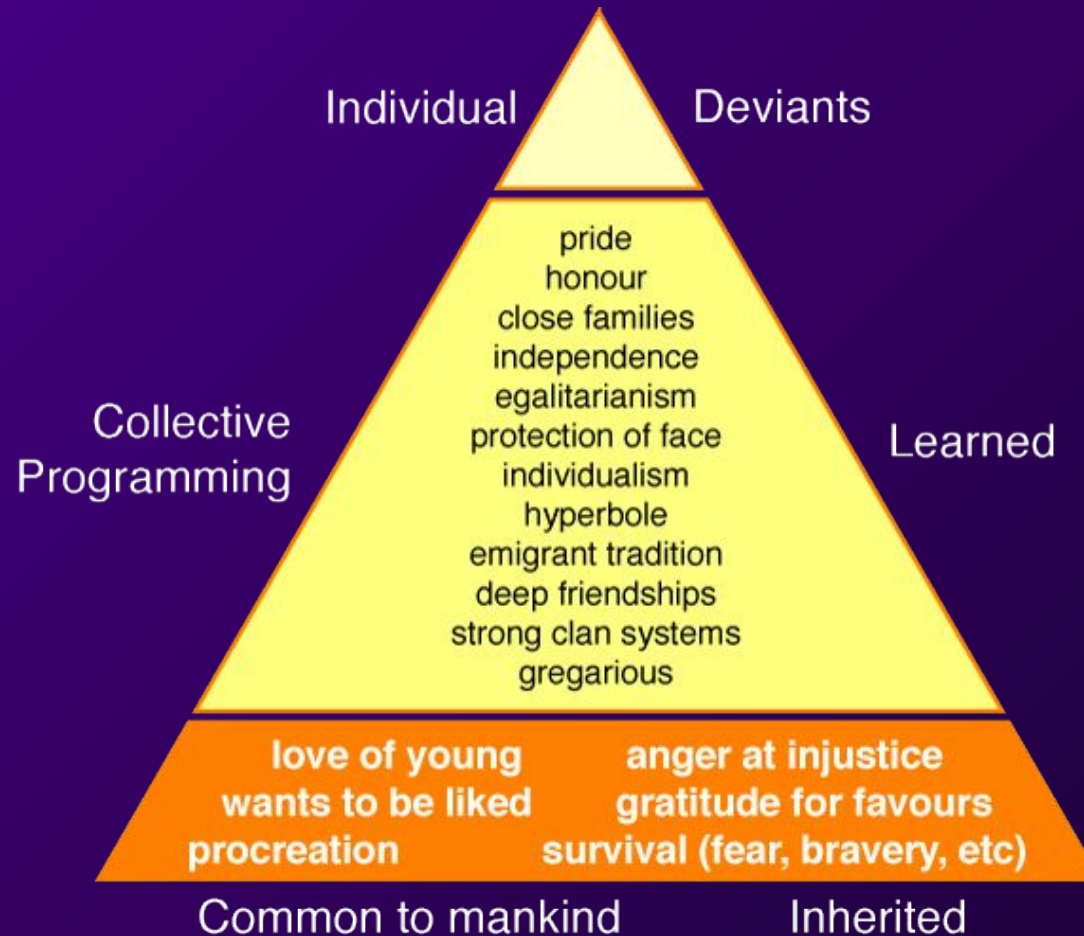 Individual
Deviants
pride
honour
close families
independence
egalitarianism
protection of face
individualism
hyperbole
emigrant tradition
deep friendships
strong clan systems
gregarious
Collective
Programming
Learned
love of young
wants to be liked
procreation
anger at injustice
gratitude for favours
survival (fear, bravery, etc)
Common to mankind
Inherited